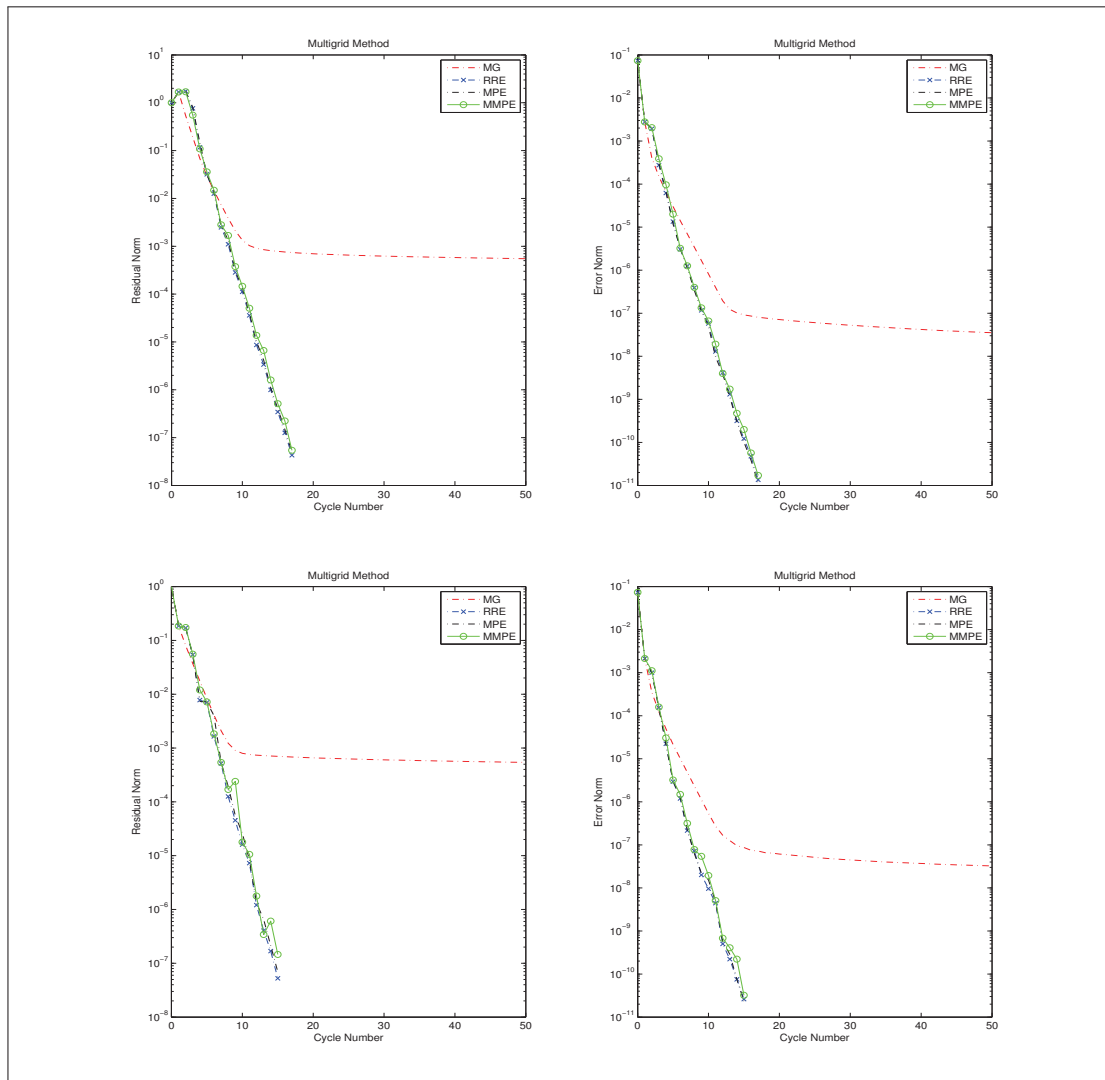 Multigrid Method
10^1
10^0
10^-1
10^-2
10^-3
10^-4
10^-5
10^-6
10^-7
10^-8
Residual Norm
0 10 20 30 40 50
Cycle Number
MG
RRE
MPE
MMPE
Multigrid Method
10^-1
10^-2
10^-3
10^-4
10^-5
10^-6
10^-7
10^-8
10^-9
10^-10
10^-11
Error Norm
0 10 20 30 40 50
Cycle Number
MG
RRE
MPE
MMPE
Multigrid Method
10^0
10^-1
10^-2
10^-3
10^-4
10^-5
10^-6
10^-7
10^-8
Residual Norm
0 10 20 30 40 50
Cycle Number
MG
RRE
MPE
MMPE
Multigrid Method
10^-1
10^-2
10^-3
10^-4
10^-5
10^-6
10^-7
10^-8
10^-9
10^-10
10^-11
Error Norm
0 10 20 30 40 50
Cycle Number
MG
RRE
MPE
MMPE